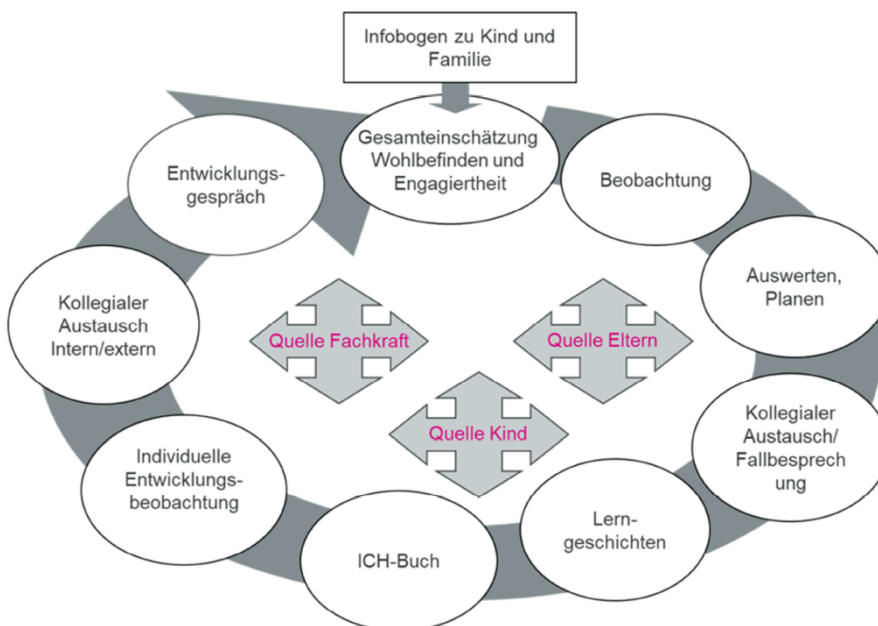 Infobogen zu Kind und
Familie
Gesamteinschätzung
Wohlbefinden und
Engagiertheit
Beobachtung
Auswerten,
Planen
Kollegialer
Austausch/
Fallbesprech
ung
Lern-
geschichten
ICH-Buch
Individuelle
Entwicklungs-
beobachtung
Kollegialer
Austausch
Intern/extern
Entwicklungs-
gespräch
Quelle Fachkraft
Quelle Eltern
Quelle Kind